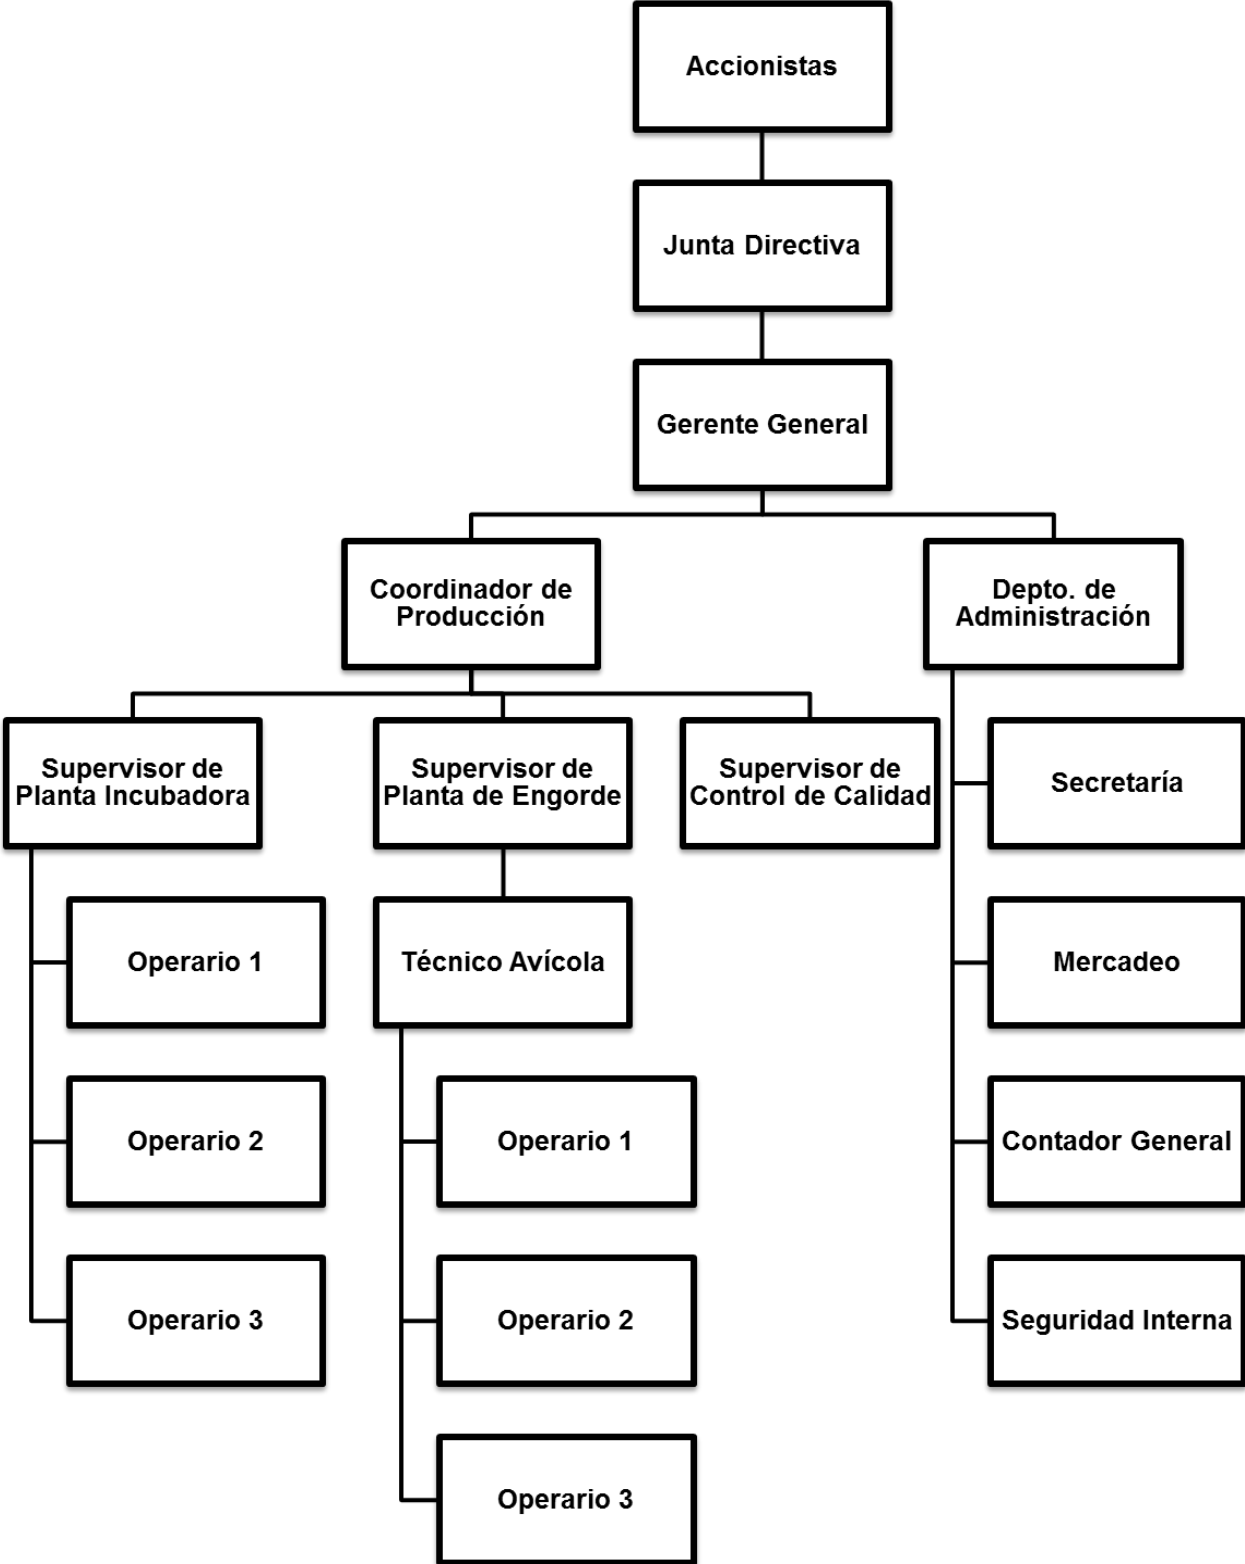 Accionistas
Junta Directiva
Gerente General
Coordinador de
Producción
Depto. de
Administración
Supervisor de
Planta Incubadora
Supervisor de
Planta de Engorde
Supervisor de
Control de Calidad
Secretaría
Operario 1
Técnico Avícola
Mercadeo
Operario 2
Operario 1
Contador General
Operario 3
Operario 2
Seguridad Interna
Operario 3